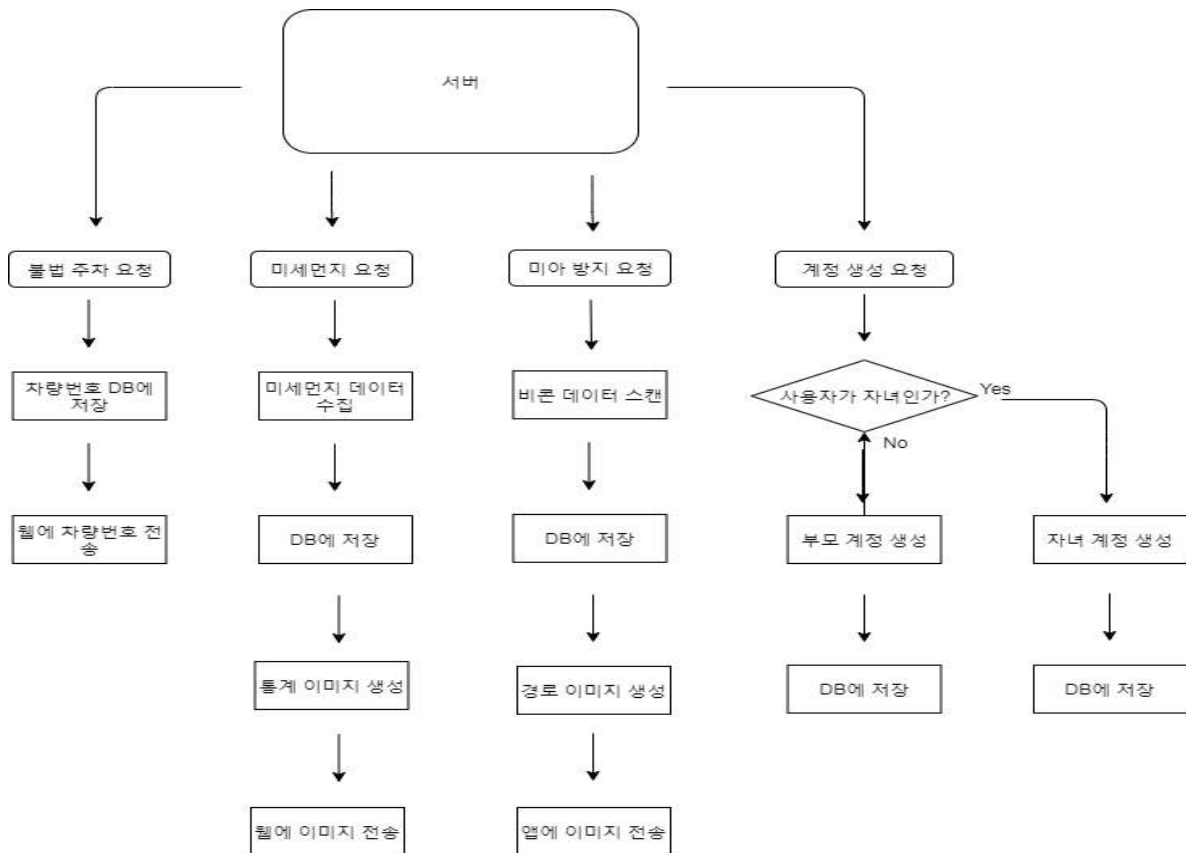 서버
불법 주차 요청
미세먼지 요청
미아 방지 요청
계정 생성 요청
차량번호 DB에
저장
미세먼지 데이터
수집
비콘 데이터 스캔
사용자가 자녀인가?
Yes
No
웹에 차량번호 전
송
DB에 저장
DB에 저장
부모 계정 생성
자녀 계정 생성
통계 이미지 생성
경로 이미지 생성
DB에 저장
DB에 저장
웹에 이미지 전송
앱에 이미지 전송